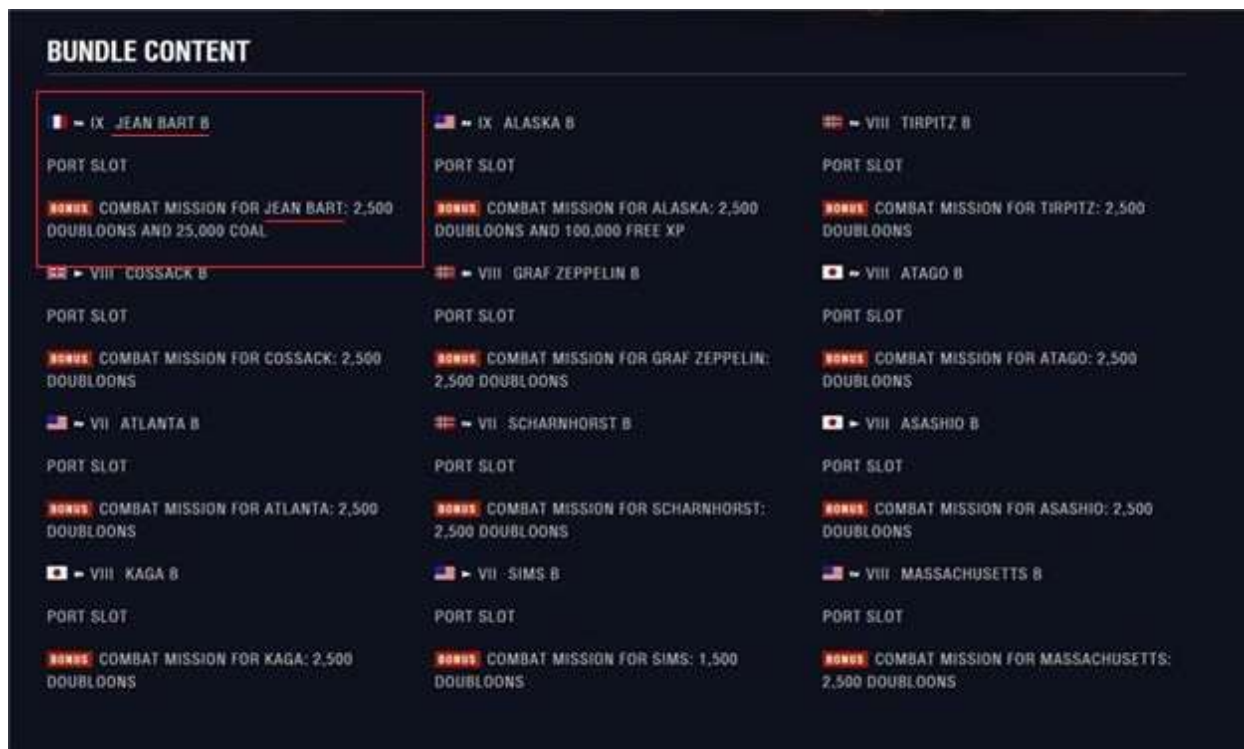 BUNDLE CONTENT
IX JEAN BART B
PORT SLOT
BONUS COMBAT MISSION FOR JEAN BART: 2,500
DOUBLOONS AND 25,000 COAL
IX ALASKA B
PORT SLOT
BONUS COMBAT MISSION FOR ALASKA: 2,500
DOUBLOONS AND 100,000 FREE XP
VIII TIRPITZ B
PORT SLOT
BONUS COMBAT MISSION FOR TIRPITZ: 2,500
DOUBLOONS
VIII COSSACK B
PORT SLOT
BONUS COMBAT MISSION FOR COSSACK: 2,500
DOUBLOONS
VIII GRAF ZEPPELIN B
PORT SLOT
BONUS COMBAT MISSION FOR GRAF ZEPPELIN:
2,500 DOUBLOONS
VIII ATAGO B
PORT SLOT
BONUS COMBAT MISSION FOR ATAGO: 2,500
DOUBLOONS
VII ATLANTA B
PORT SLOT
BONUS COMBAT MISSION FOR ATLANTA: 2,500
DOUBLOONS
VII SCHARNHORST B
PORT SLOT
BONUS COMBAT MISSION FOR SCHARNHORST:
2,500 DOUBLOONS
VIII ASASHIO B
PORT SLOT
BONUS COMBAT MISSION FOR ASASHIO: 2,500
DOUBLOONS
VIII KAGA B
PORT SLOT
BONUS COMBAT MISSION FOR KAGA: 2,500
DOUBLOONS
VII SIMS B
PORT SLOT
BONUS COMBAT MISSION FOR SIMS: 1,500
DOUBLOONS
VIII MASSACHUSETTS B
PORT SLOT
BONUS COMBAT MISSION FOR MASSACHUSETTS:
2,500 DOUBLOONS